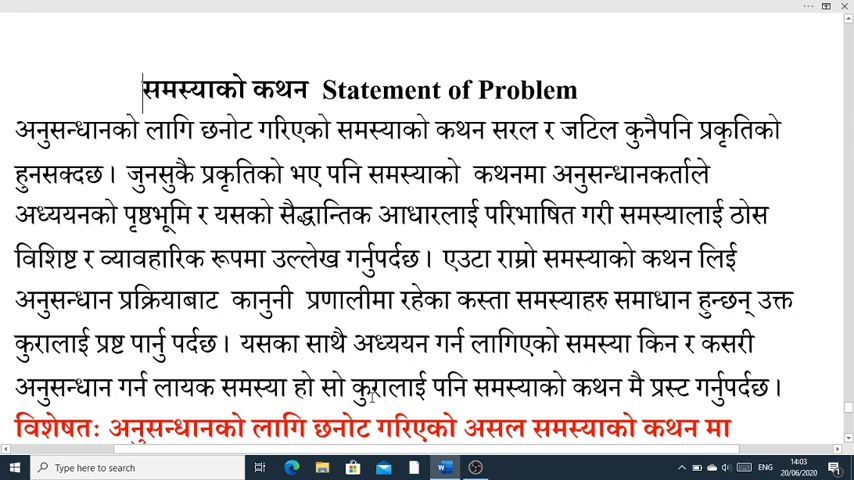 समस्याको कथन Statement of Problem
अनुसन्धानको लागि छनोट गरिएको समस्याको कथन सरल र जटिल कुनैपनि प्रकृतिको
हुनसक्दछ । जुनसुकै प्रकृतिको भए पनि समस्याको कथनमा अनुसन्धानकर्ताले
अध्ययनको पृष्ठभूमि र यसको सैद्धान्तिक आधारलाई परिभाषित गरी समस्यालाई ठोस
विशिष्ट र व्यावहारिक रूपमा उल्लेख गर्नुपर्दछ । एउटा राम्रो समस्याको कथन लिई
अनुसन्धान प्रक्रियाबाट कानुनी प्रणालीमा रहेका कस्ता समस्याहरु समाधान हुन्छन् उक्त
कुरालाई प्रष्ट पार्नु पर्दछ । यसका साथै अध्ययन गर्न लागिएको समस्या किन र कसरी
अनुसन्धान गर्न लायक समस्या हो सो कुरालाई पनि समस्याको कथन मै प्रस्ट गर्नुपर्दछ ।
विशेषतः अनुसन्धानको लागि छनोट गरिएको असल समस्याको कथन मा
Type here to search
ENG
14:03
20/06/2020